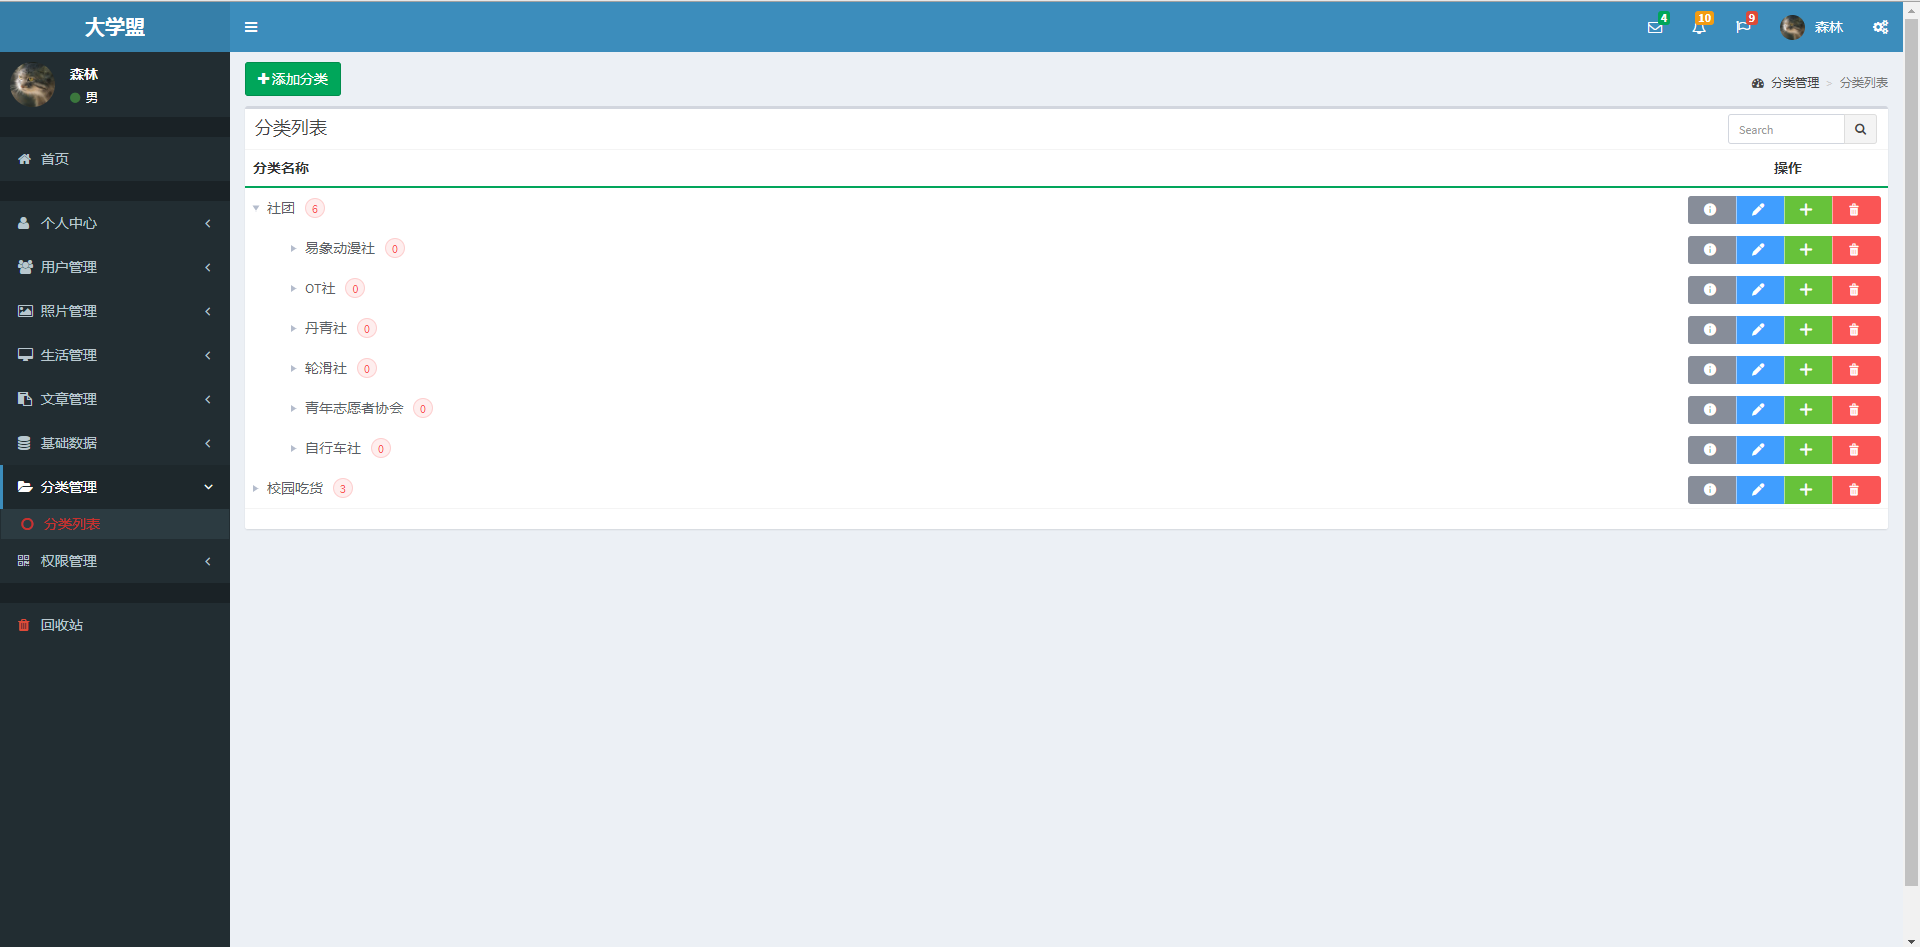 大学盟
4
10
9
森林
森林
男
首页
个人中心
用户管理
照片管理
生活管理
文章管理
基础数据
分类管理
分类列表
权限管理
回收站
添加分类
分类管理 > 分类列表
分类列表
Search
分类名称 操作
社团 6
易象动漫社 0
OT社 0
丹青社 0
轮滑社 0
青年志愿者协会 0
自行车社 0
校园吃货 3